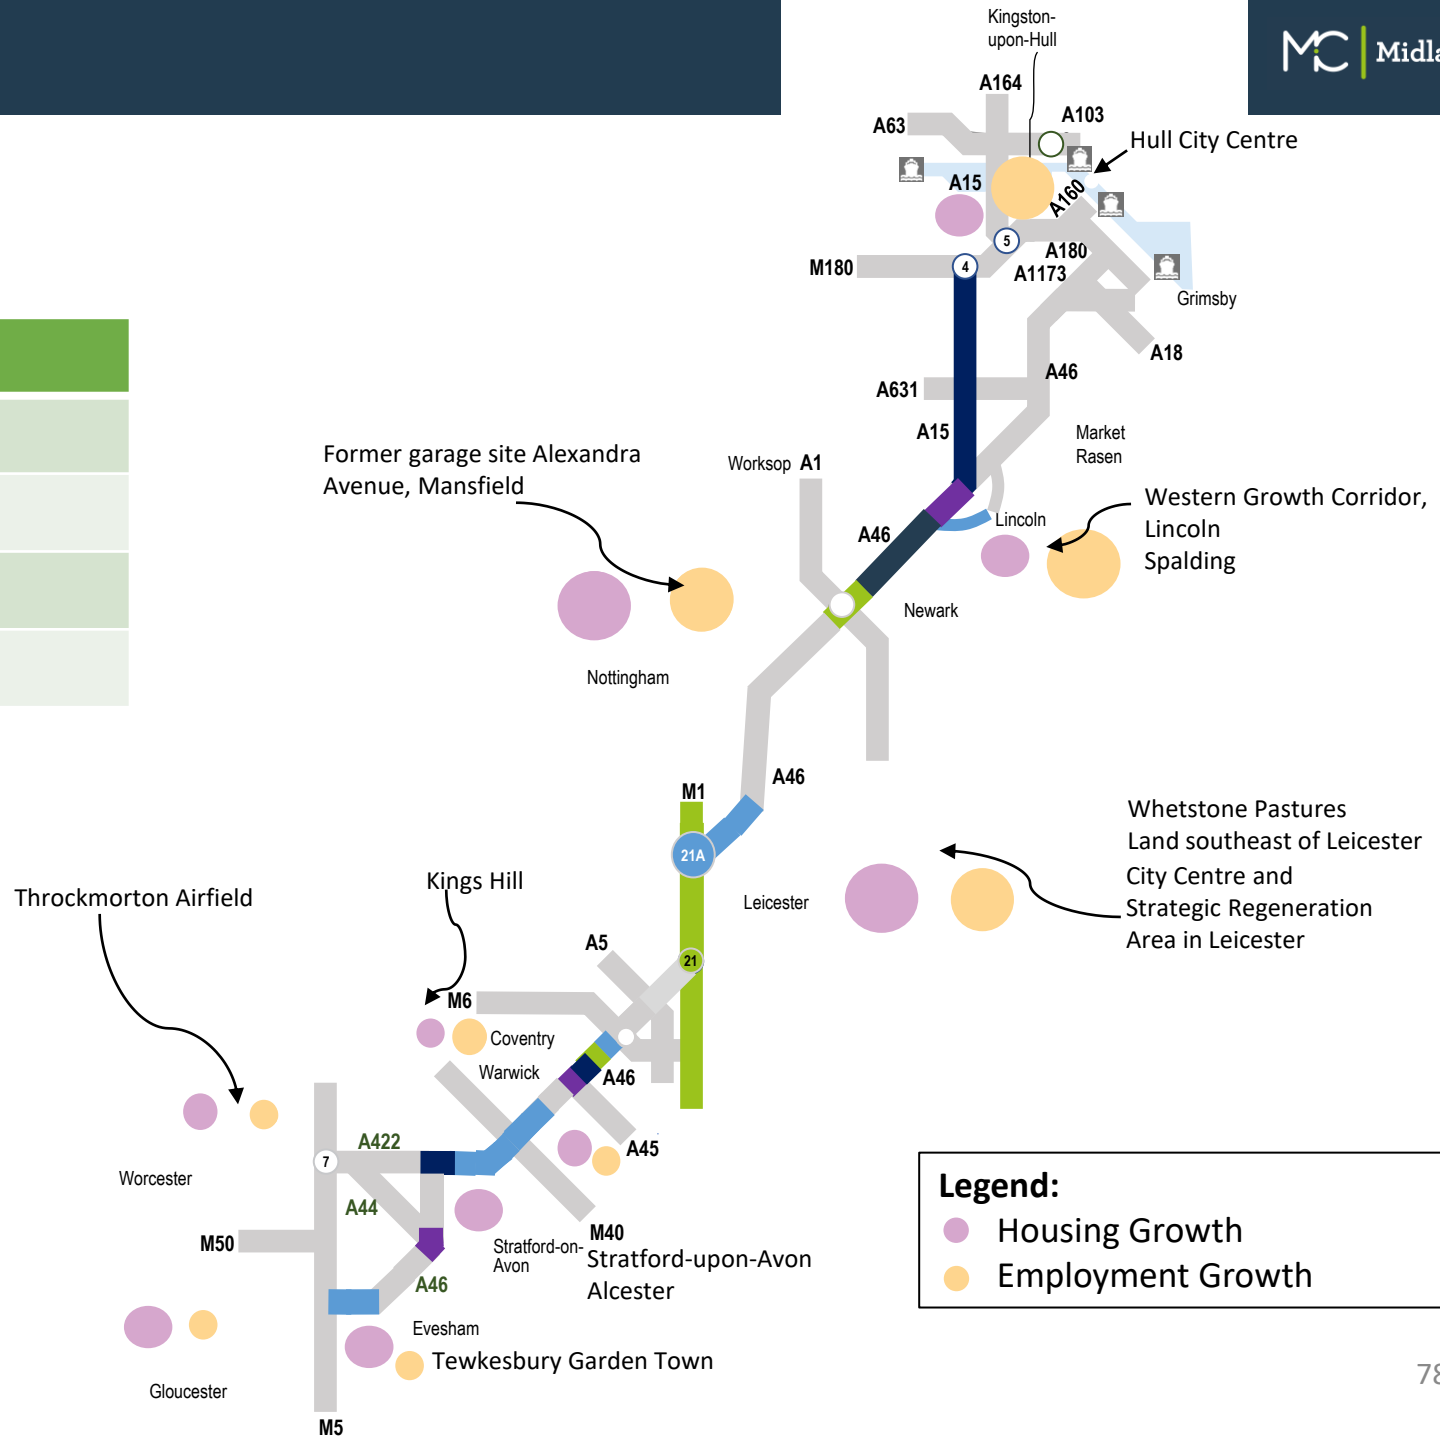 Kingston-
upon-Hull
MiC
A164
A63
A103
Hull City Centre
A15
A160
5
A180
M180
4
A1173
Grimsby
A18
A46
A631
A15
Market
Rasen
Former garage site Alexandra
Avenue, Mansfield
Worksop
A1
Western Growth Corridor,
Lincoln
Spalding
Lincoln
A46
Newark
Nottingham
A46
M1
Whetstone Pastures
Land southeast of Leicester
City Centre and
Strategic Regeneration
Area in Leicester
21A
Kings Hill
Throckmorton Airfield
Leicester
A5
21
M6
Coventry
Warwick
A46
A422
A45
7
Worcester
A44
M50
M40
Stratford-on-
Avon
Stratford-upon-Avon
Alcester
A46
Evesham
Tewkesbury Garden Town
Gloucester
M5
Legend:
Housing Growth
Employment Growth